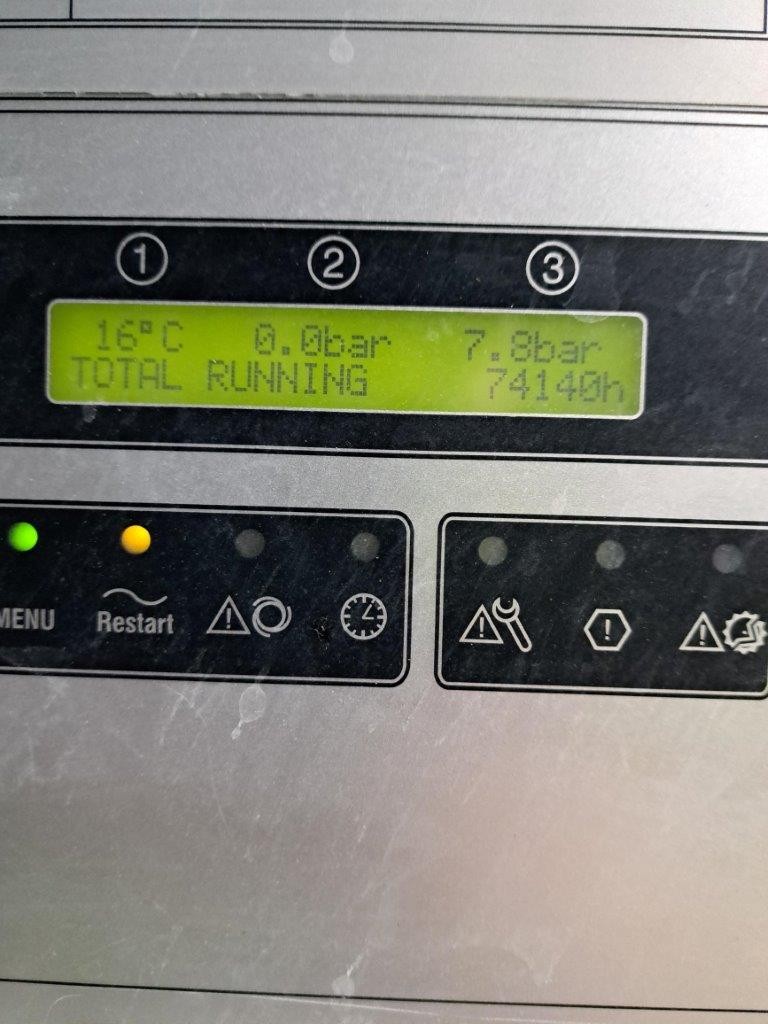 ① ② ③
16°C 0.0bar 7.8bar
TOTAL RUNNING 74140h
MENU Restart